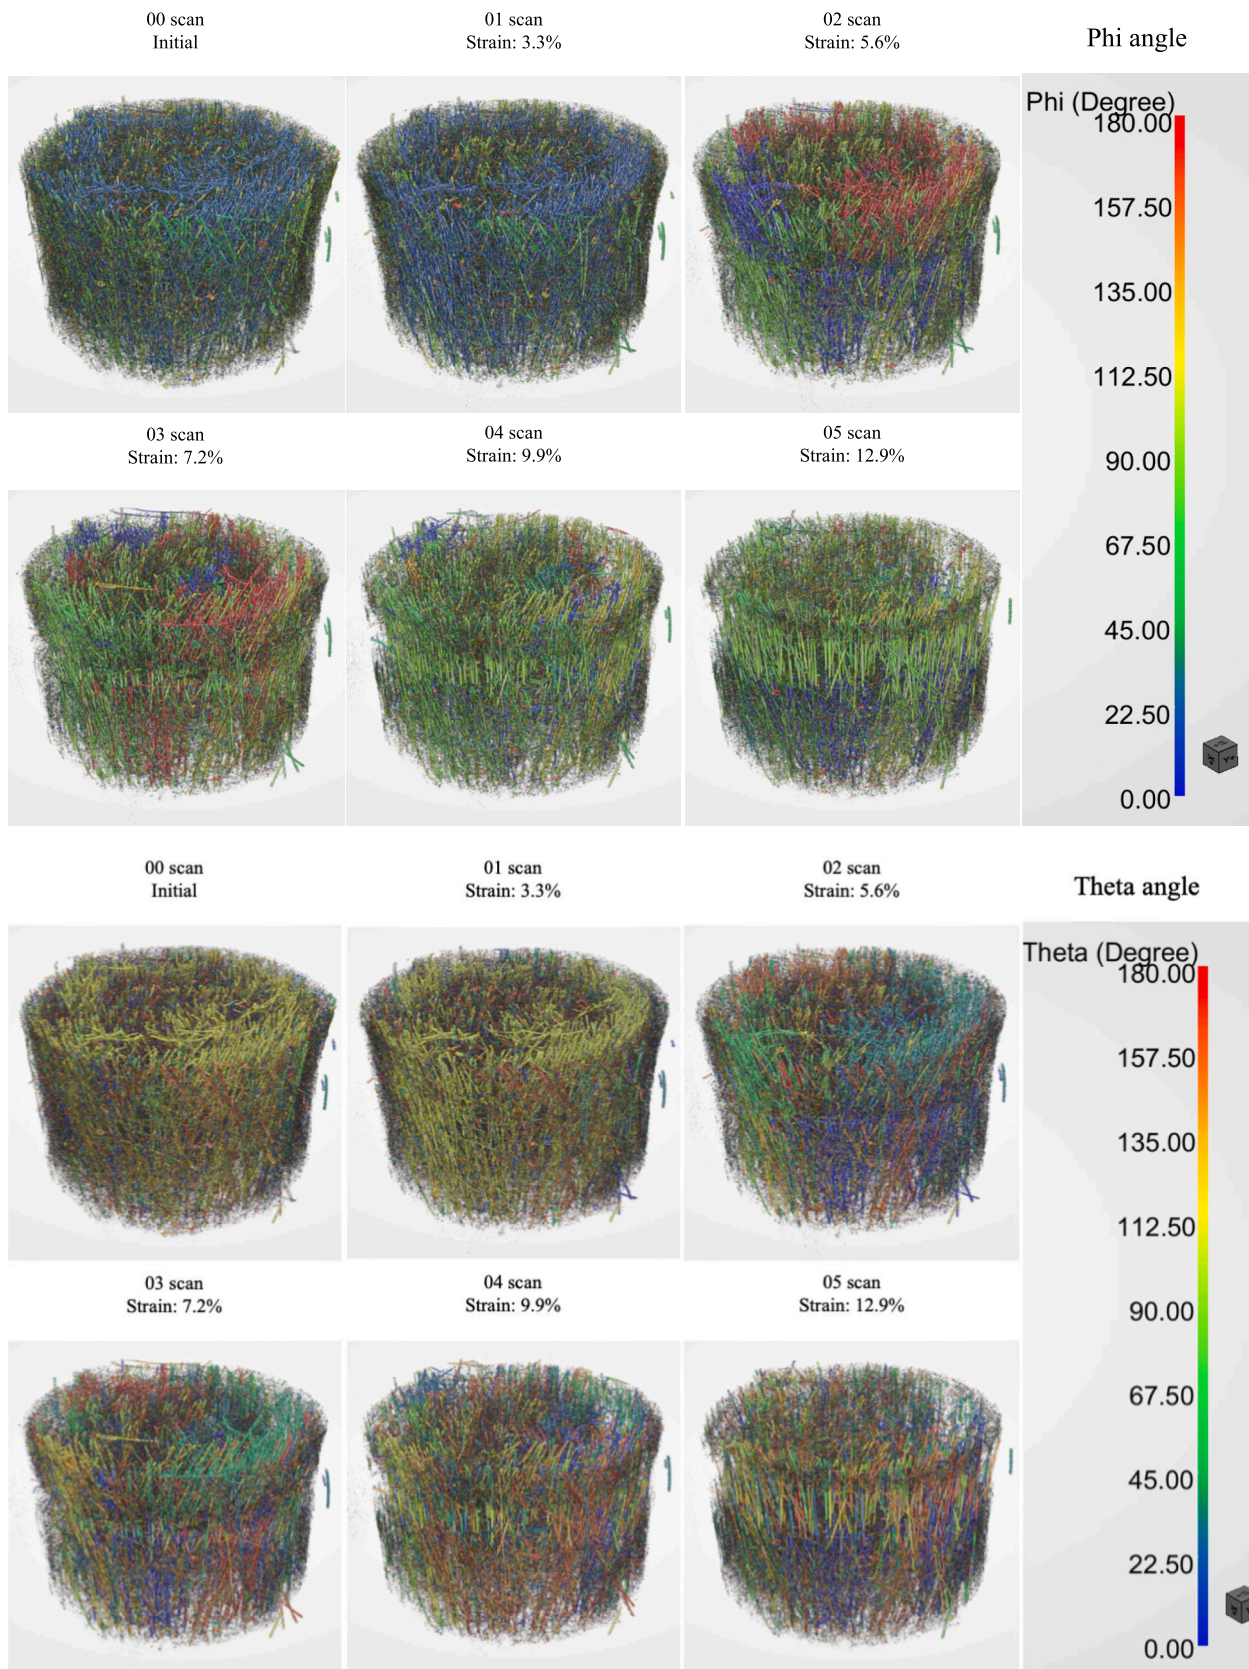 00 scan
Initial
01 scan
Strain: 3.3%
02 scan
Strain: 5.6%
Phi angle
Phi (Degree)
180.00
157.50
135.00
112.50
90.00
67.50
45.00
22.50
0.00
03 scan
Strain: 7.2%
04 scan
Strain: 9.9%
05 scan
Strain: 12.9%
00 scan
Initial
01 scan
Strain: 3.3%
02 scan
Strain: 5.6%
Theta angle
Theta (Degree)
180.00
157.50
135.00
112.50
90.00
67.50
45.00
22.50
0.00
03 scan
Strain: 7.2%
04 scan
Strain: 9.9%
05 scan
Strain: 12.9%